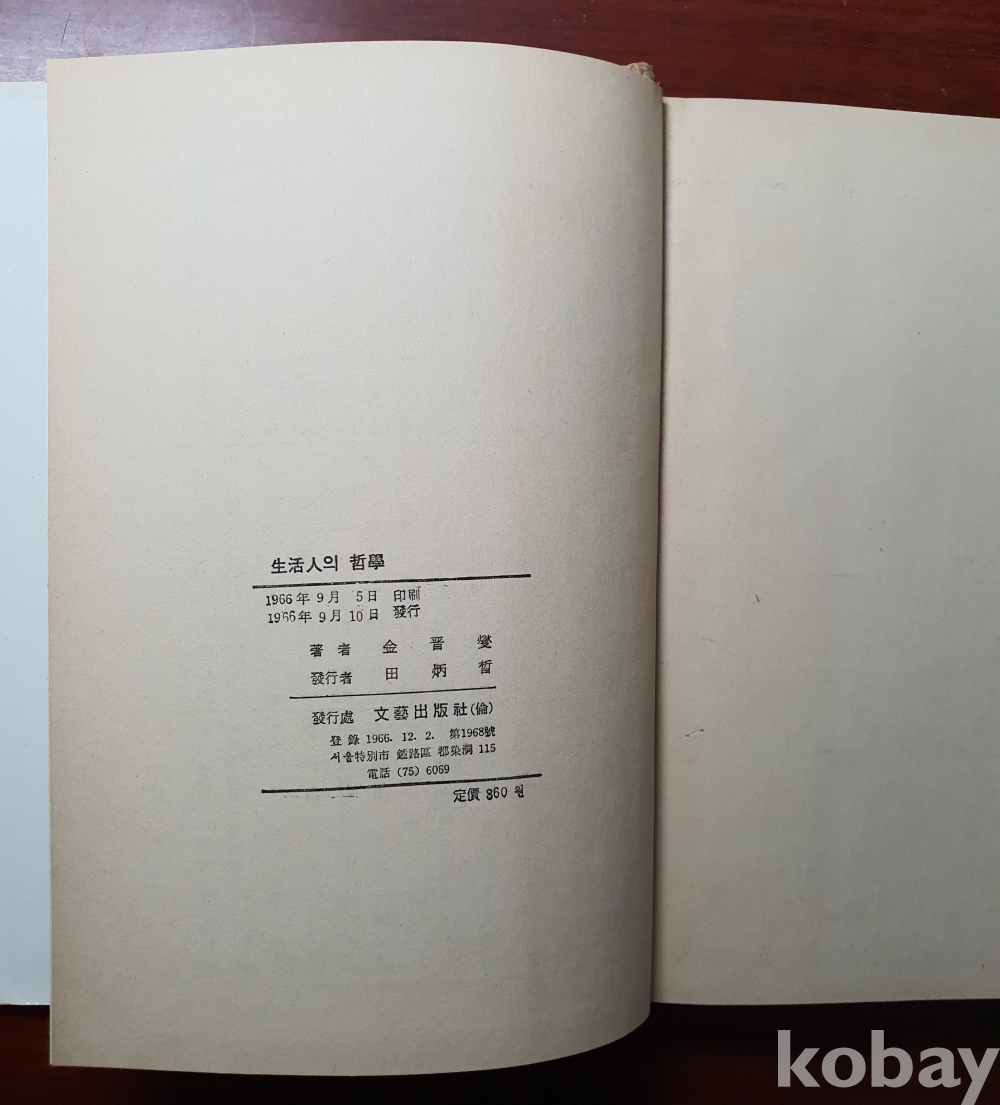 生活人의 哲學
1966年 9月 5日 印刷
1966年 9月 10日 發行
著者 金晋燮
發行者 田炳晳
發行處 文藝出版社(倫)
登錄 1966. 12. 2. 第1968號
서울特別市 鍾路區 都染洞 115
電話 (75) 6069
定價 860원
kobay